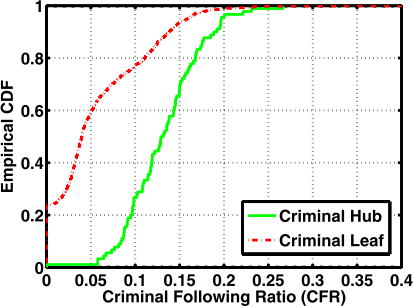 1
0.8
0.6
0.4
0.2
0
Empirical CDF
Criminal Hub
Criminal Leaf
0 0.05 0.1 0.15 0.2 0.25 0.3 0.35 0.4
Criminal Following Ratio (CFR)